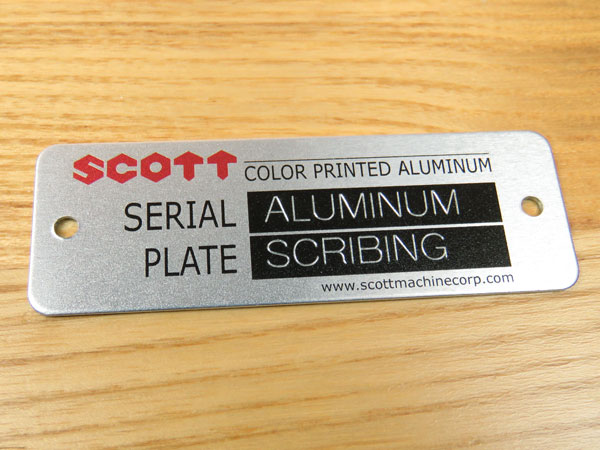 SCOTT COLOR PRINTED ALUMINUM
SERIAL ALUMINUM
PLATE SCRIBING
www.scottmachinecorp.com